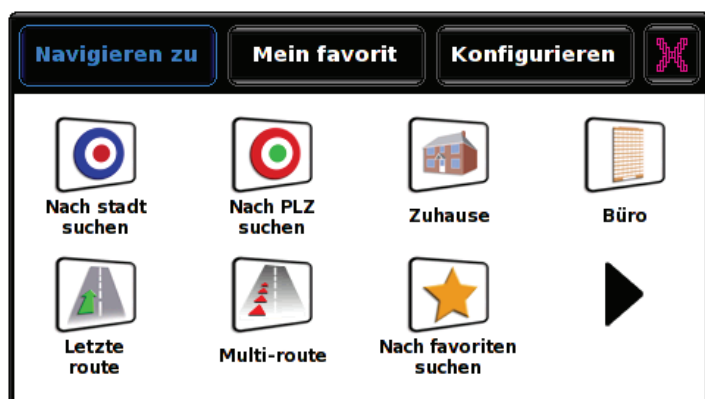 Navigieren zu Mein favorit Konfigurieren
Nach stadt
suchen
Nach PLZ
suchen
Zuhause
Büro
Letzte
route
Multi-route
Nach favoriten
suchen